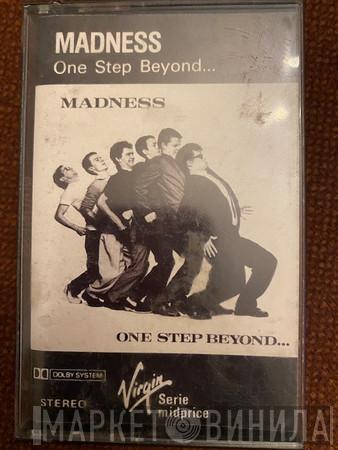 MADNESS
One Step Beyond...
MADNESS
ONE STEP BEYOND...
DOLBY SYSTEM
STEREO
Virgin
Serie
midprice
МАРКЕТ ВИНИЛА